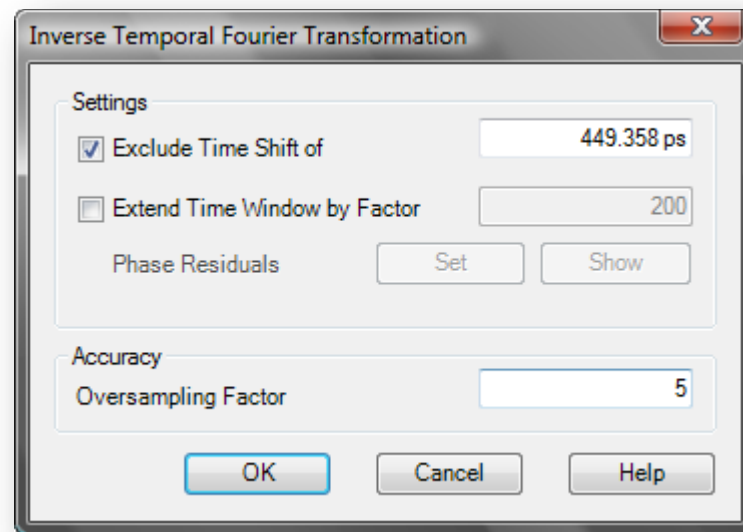 Inverse Temporal Fourier Transformation
Settings
Exclude Time Shift of 449.358 ps
Extend Time Window by Factor 200
Phase Residuals Set Show
Accuracy
Oversampling Factor 5
OK Cancel Help